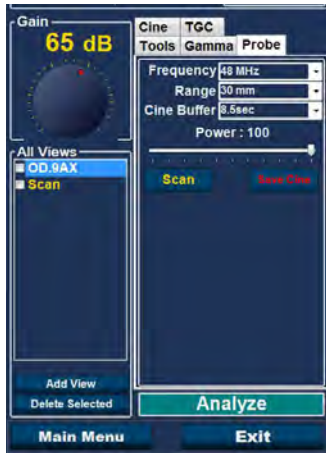 Gain
65 dB
Cine TGC
Tools Gamma Probe
Frequency 48 MHz
Range 30 mm
Cine Buffer 8.5sec
Power : 100
All Views
OD.9AX
Scan
Scan Save Cine
Add View
Delete Selected
Analyze
Main Menu
Exit